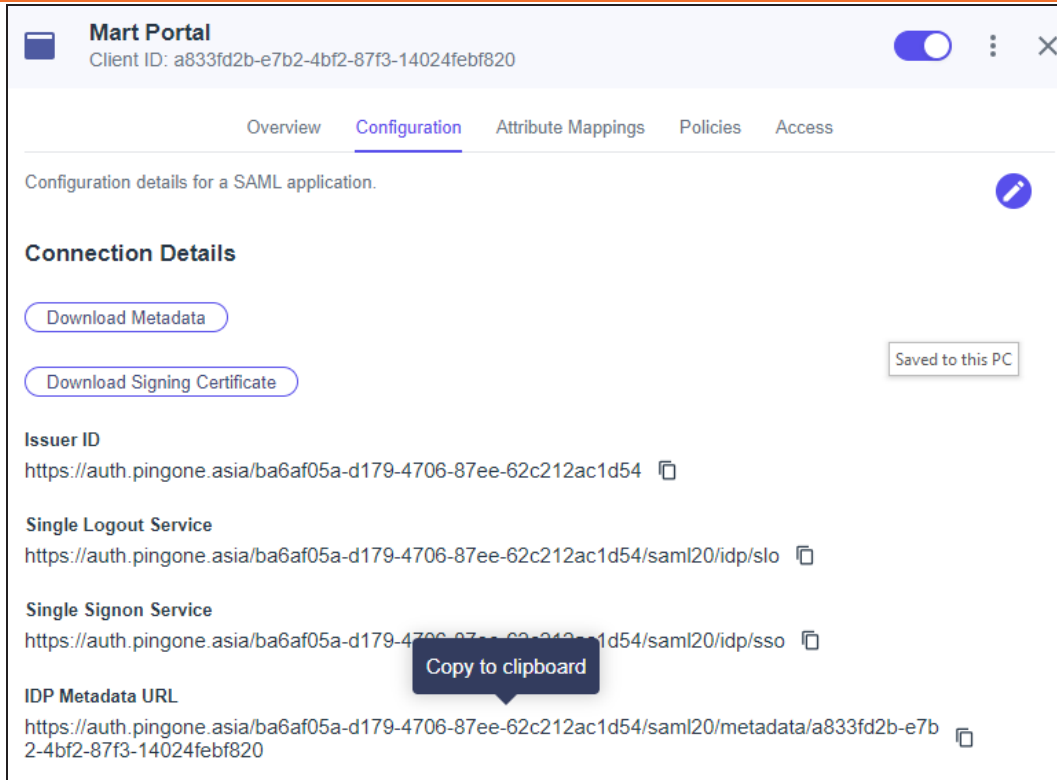 Mart Portal
Client ID: a833fd2b-e7b2-4bf2-87f3-14024febf820
Overview Configuration Attribute Mappings Policies Access
Configuration details for a SAML application.
Connection Details
Download Metadata
Saved to this PC
Download Signing Certificate
Issuer ID
https://auth.pingone.asia/ba6af05a-d179-4706-87ee-62c212ac1d54
Single Logout Service
https://auth.pingone.asia/ba6af05a-d179-4706-87ee-62c212ac1d54/saml20/idp/slo
Single Signon Service
https://auth.pingone.asia/ba6af05a-d179-4706-87ee-62c212ac1d54/saml20/idp/sso
Copy to clipboard
IDP Metadata URL
https://auth.pingone.asia/ba6af05a-d179-4706-87ee-62c212ac1d54/saml20/metadata/a833fd2b-e7b
2-4bf2-87f3-14024febf820